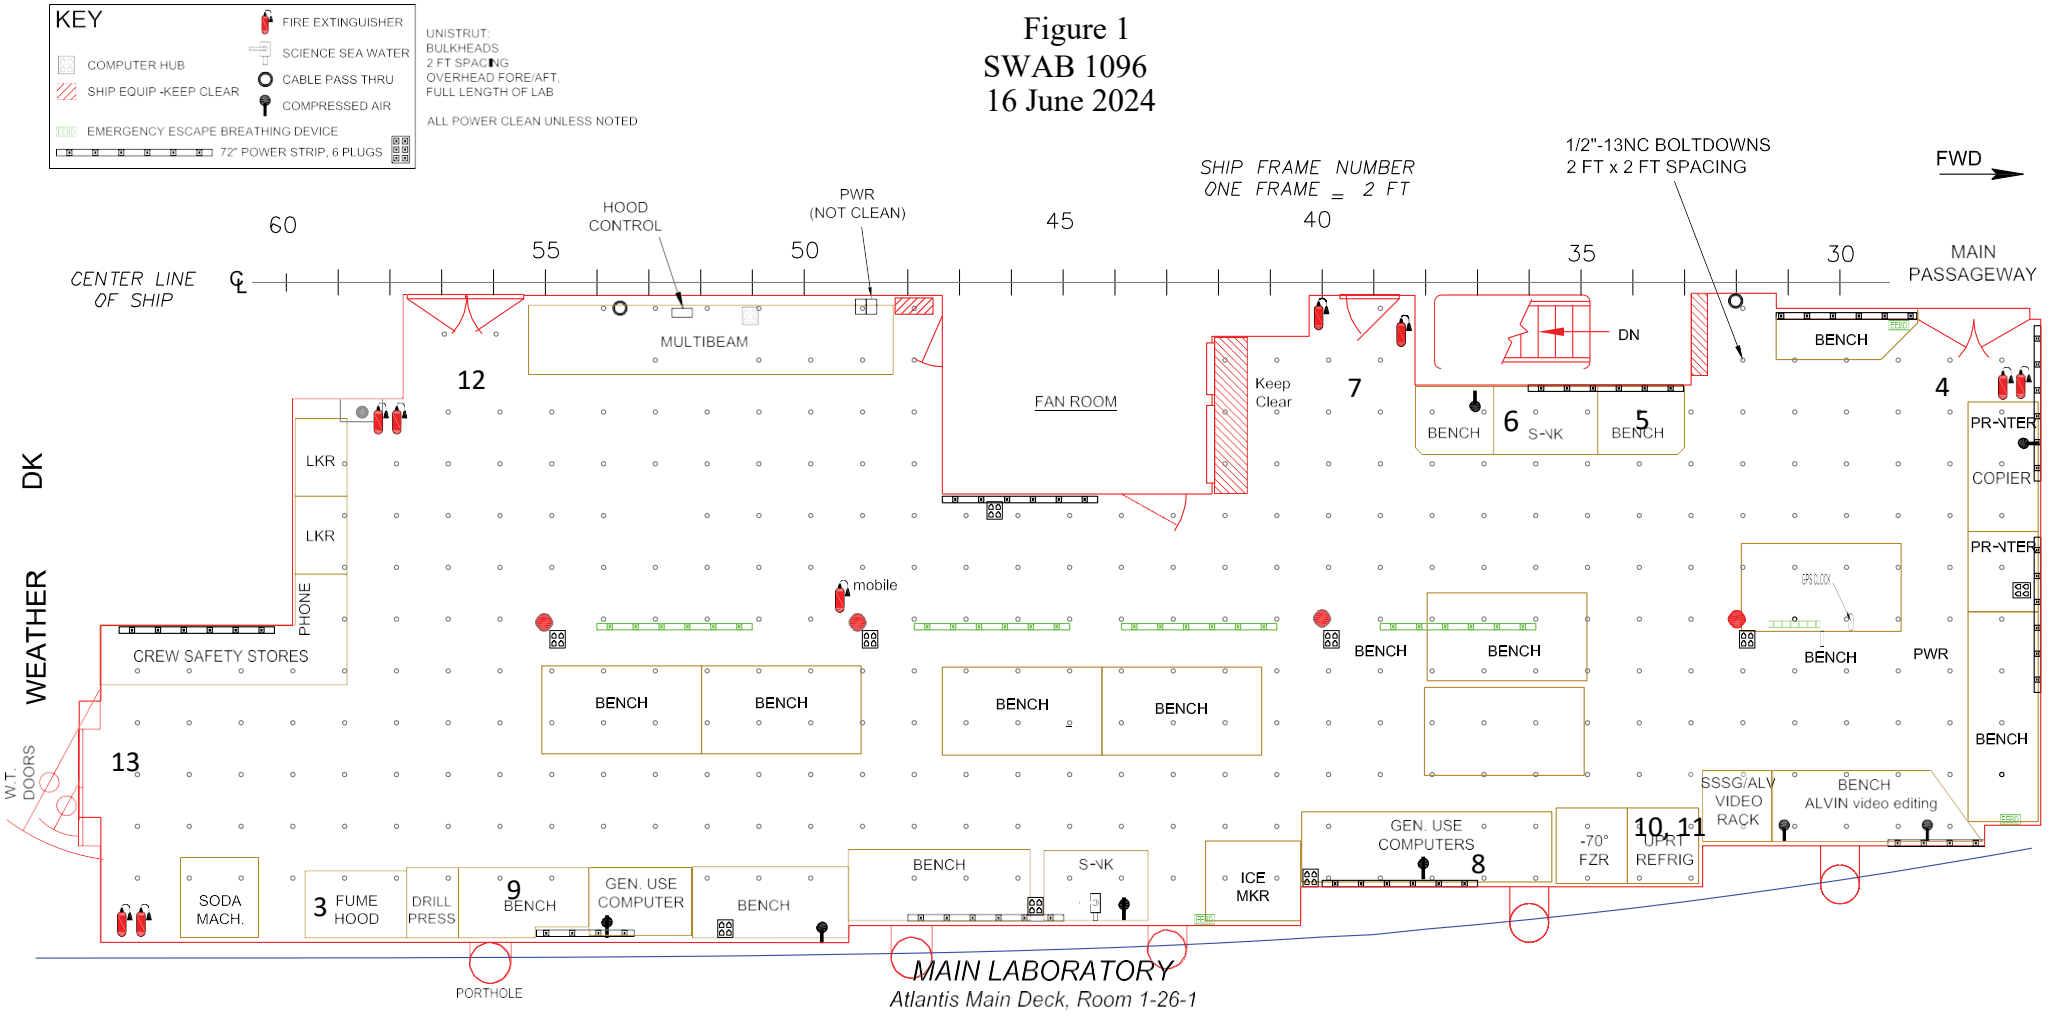 KEY
FIRE EXTINGUISHER
SCIENCE SEA WATER
COMPUTER HUB
CABLE PASS THRU
SHIP EQUIP -KEEP CLEAR
COMPRESSED AIR
EEBD
EMERGENCY ESCAPE BREATHING DEVICE
72" POWER STRIP, 6 PLUGS
UNISTRUT:
BULKHEADS
2 FT SPACING
OVERHEAD FORE/AFT,
FULL LENGTH OF LAB
ALL POWER CLEAN UNLESS NOTED
Figure 1
SWAB 1096
16 June 2024
1/2"-13NC BOLTDOWNS
2 FT x 2 FT SPACING
FWD
SHIP FRAME NUMBER
ONE FRAME = 2 FT
HOOD
CONTROL
PWR
(NOT CLEAN)
60
55
50
45
40
35
30
MAIN
PASSAGEWAY
CENTER LINE
OF SHIP
CL
MULTIBEAM
12
FAN ROOM
Keep
Clear
7
DN
BENCH
EEBD
4
BENCH
6
S-NK
5
BENCH
PR-NTER
COPIER
PR-NTER
LKR
LKR
PHONE
WEATHER DK
mobile
GPS CLOCK
CREW SAFETY STORES
BENCH
BENCH
BENCH
PWR
BENCH
BENCH
BENCH
BENCH
BENCH
13
W.T.
DOORS
SSSG/ALV
VIDEO
RACK
BENCH
ALVIN video editing
EEBD
GEN. USE
COMPUTERS
8
-70°
FZR
10, 11
UPRT
REFRIG
SODA
MACH.
3
FUME
HOOD
DRILL
PRESS
9
BENCH
GEN. USE
COMPUTER
BENCH
BENCH
S-NK
ICE
MKR
EEBD
PORTHOLE
MAIN LABORATORY
Atlantis Main Deck, Room 1-26-1